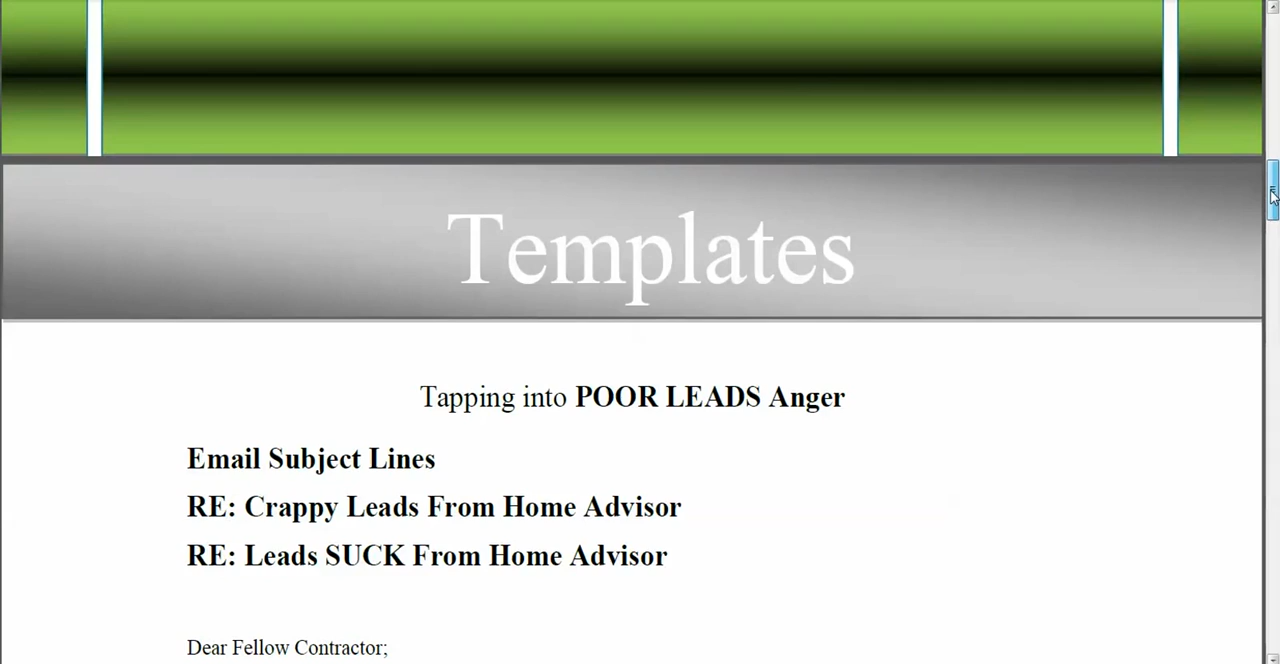 Templates
Tapping into POOR LEADS Anger
Email Subject Lines
RE: Crappy Leads From Home Advisor
RE: Leads SUCK From Home Advisor
Dear Fellow Contractor;